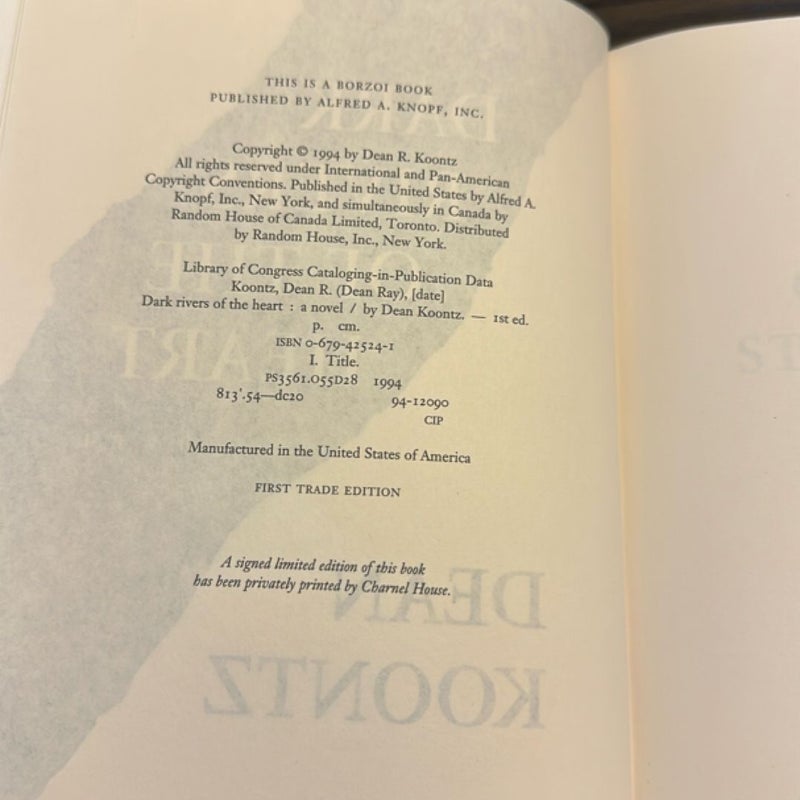 THIS IS A BORZOI BOOK
PUBLISHED BY ALFRED A. KNOPF, INC.
Copyright © 1994 by Dean R. Koontz
All rights reserved under International and Pan-American
Copyright Conventions. Published in the United States by Alfred A.
Knopf, Inc., New York, and simultaneously in Canada by
Random House of Canada Limited, Toronto. Distributed
by Random House, Inc., New York.
Library of Congress Cataloging-in-Publication Data
Koontz, Dean R. (Dean Ray), [date]
Dark rivers of the heart : a novel / by Dean Koontz. — 1st ed.
p. cm.
ISBN 0-679-42524-1
I. Title.
PS3561.O55D28 1994
813'.54—dc20 94-12090
CIP
Manufactured in the United States of America
FIRST TRADE EDITION
A signed limited edition of this book
has been privately printed by Charnel House.
DEAN
KOONTZ